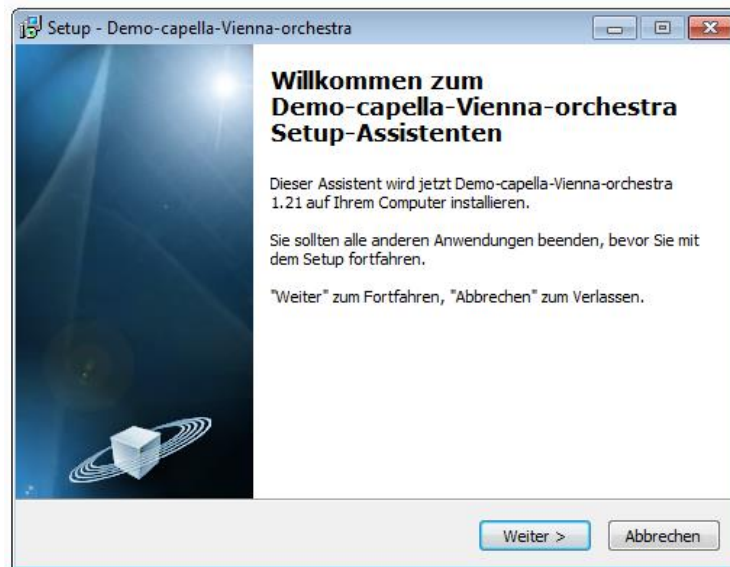 Setup - Demo-capella-Vienna-orchestra
Willkommen zum
Demo-capella-Vienna-orchestra
Setup-Assistenten
Dieser Assistent wird jetzt Demo-capella-Vienna-orchestra
1.21 auf Ihrem Computer installieren.
Sie sollten alle anderen Anwendungen beenden, bevor Sie mit
dem Setup fortfahren.
"Weiter" zum Fortfahren, "Abbrechen" zum Verlassen.
Weiter > Abbrechen